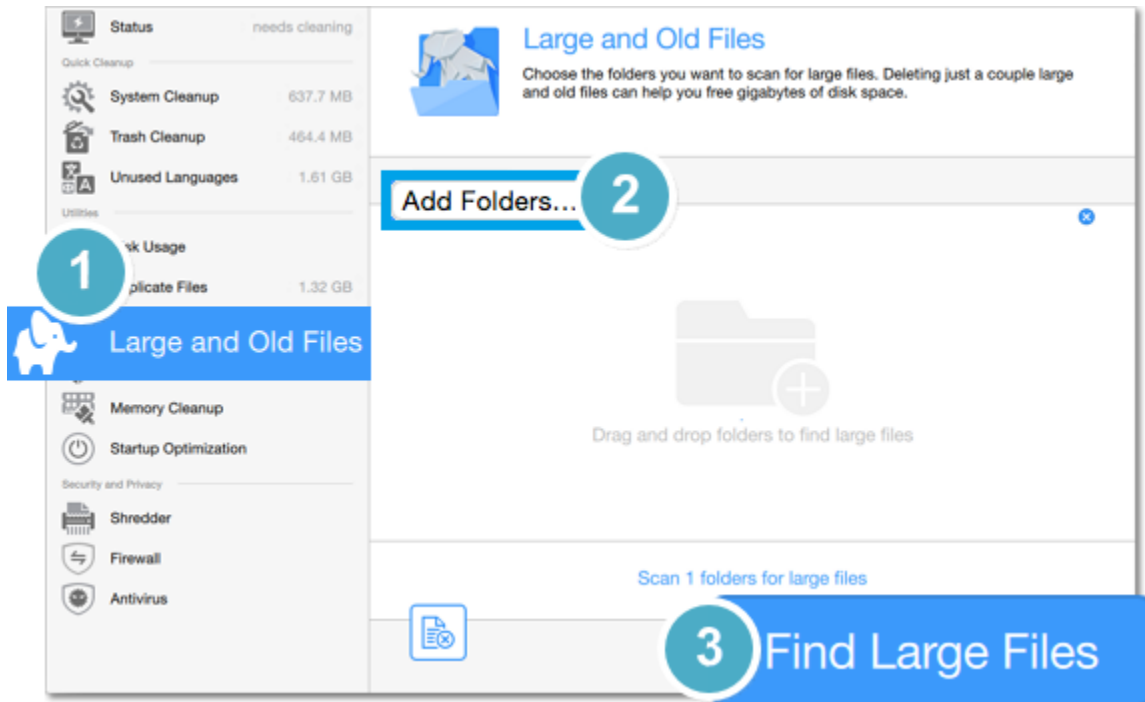 Status needs cleaning
Quick Cleanup
System Cleanup 637.7 MB
Trash Cleanup 464.4 MB
Unused Languages 1.61 GB
Utilities
sk Usage
1
plicate Files 1.32 GB
Large and Old Files
Memory Cleanup
Startup Optimization
Security and Privacy
Shredder
Firewall
Antivirus
Large and Old Files
Choose the folders you want to scan for large files. Deleting just a couple large
and old files can help you free gigabytes of disk space.
Add Folders...
2
Drag and drop folders to find large files
Scan 1 folders for large files
3
Find Large Files